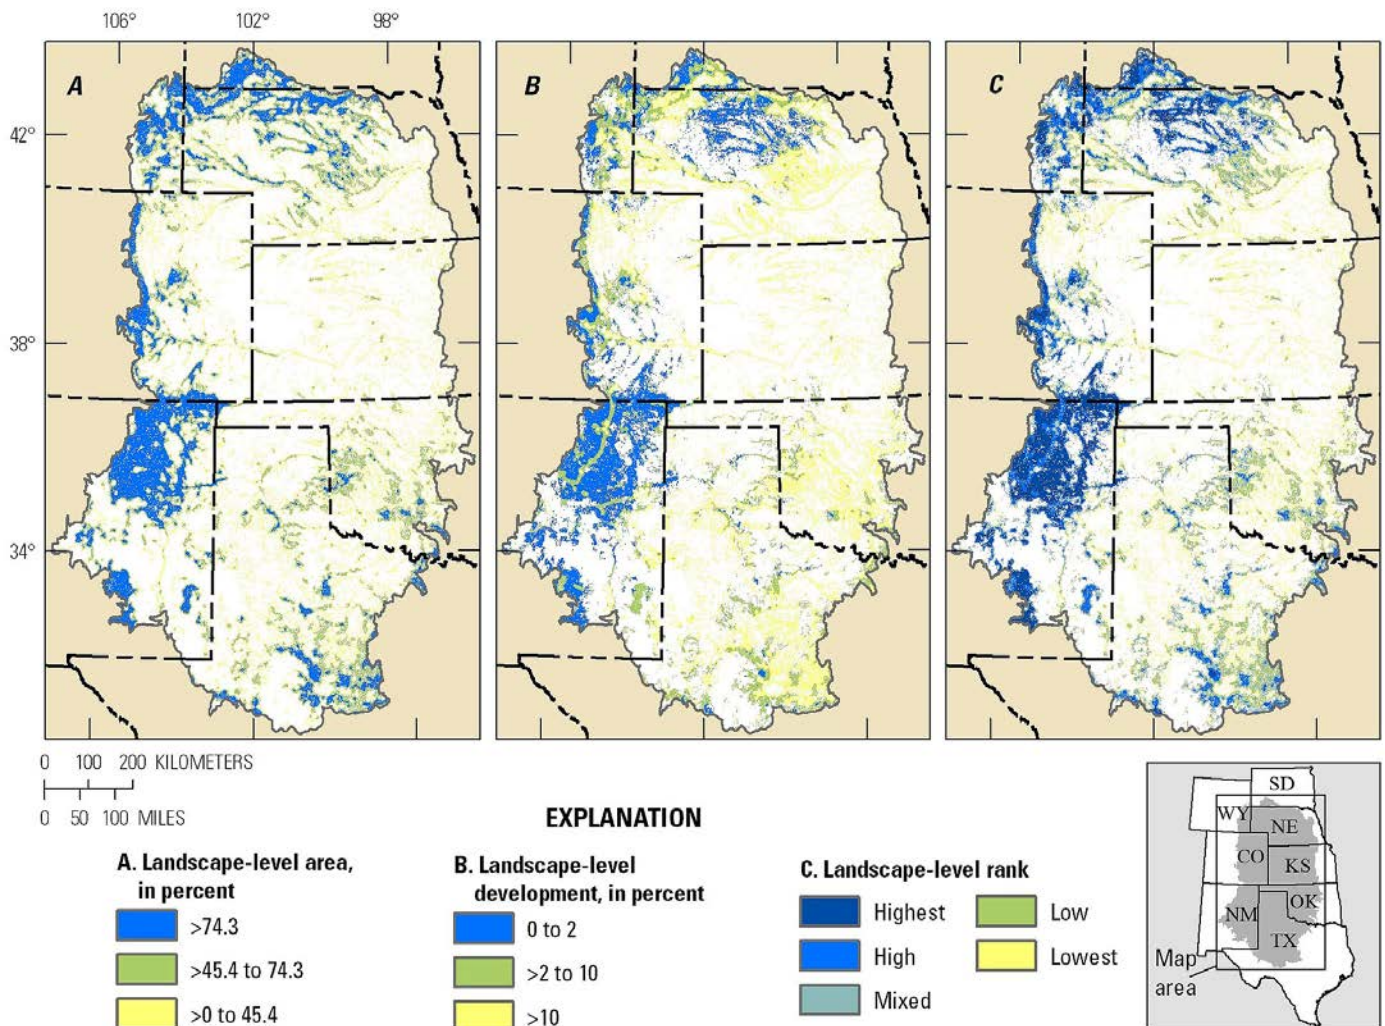 106° 102° 98°
A B C
42°
38°
34°
0 100 200 KILOMETERS
0 50 100 MILES
EXPLANATION
A. Landscape-level area,
in percent
>74.3
>45.4 to 74.3
>0 to 45.4
B. Landscape-level
development, in percent
0 to 2
>2 to 10
>10
C. Landscape-level rank
Highest
High
Mixed
Low
Lowest
SD
WY
NE
CO
KS
OK
NM
TX
Map
area